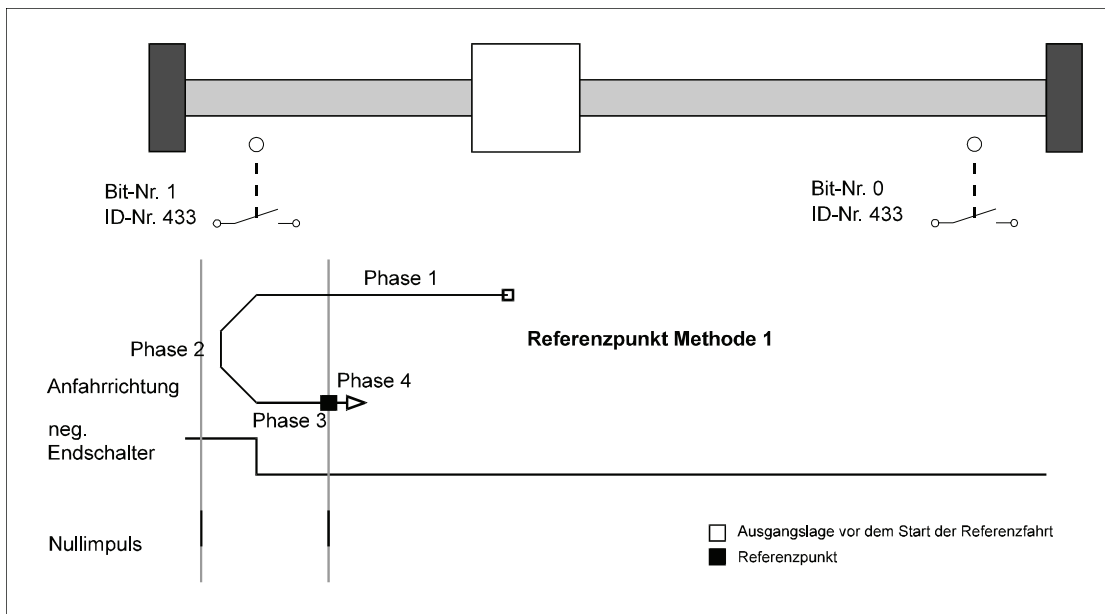 Bit-Nr. 1
ID-Nr. 433
Bit-Nr. 0
ID-Nr. 433
Phase 1
Referenzpunkt Methode 1
Phase 2
Anfahrrichtung
Phase 4
Phase 3
neg.
Endschalter
Nullimpuls
Ausgangslage vor dem Start der Referenzfahrt
Referenzpunkt